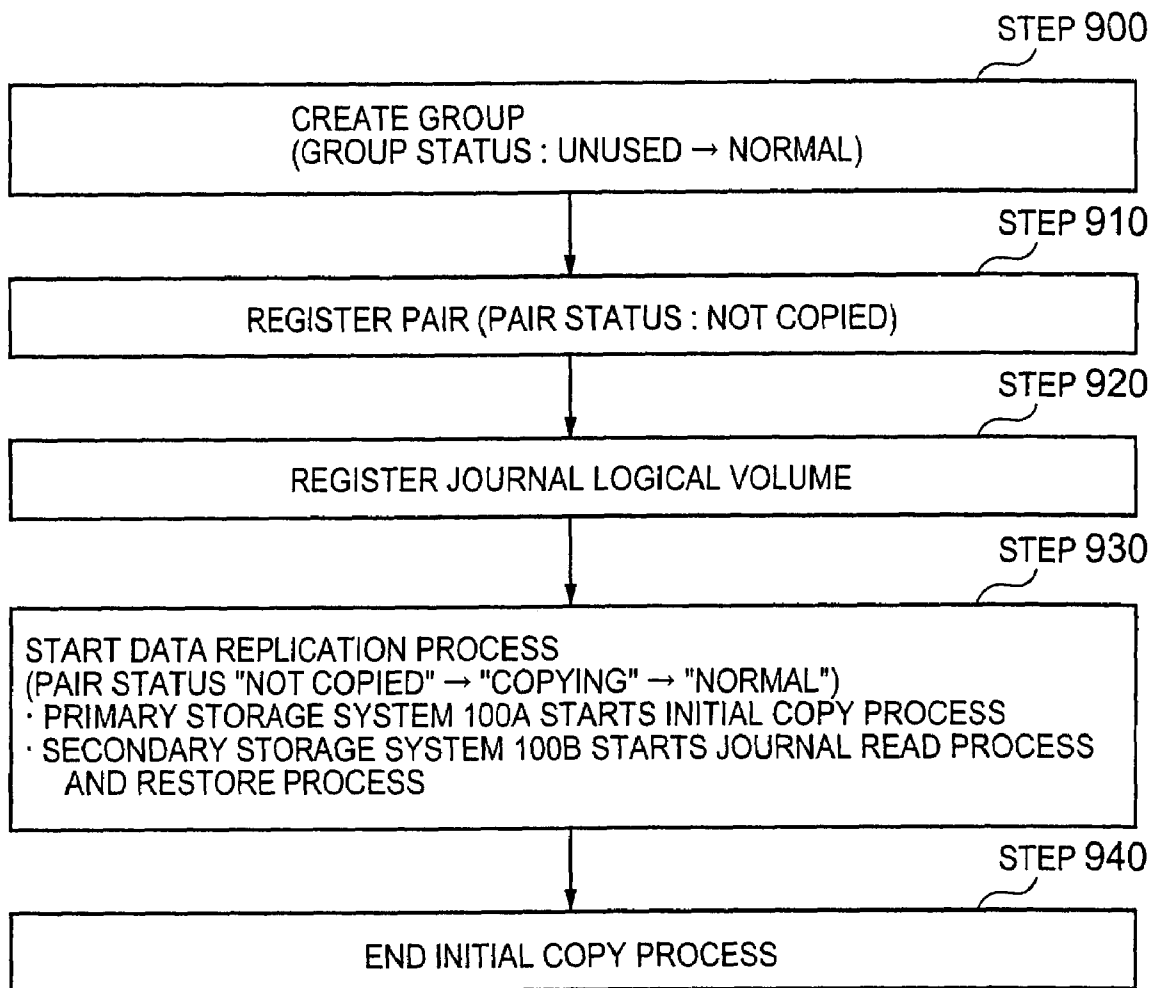 STEP 900
CREATE GROUP
(GROUP STATUS : UNUSED → NORMAL)
STEP 910
REGISTER PAIR (PAIR STATUS : NOT COPIED)
STEP 920
REGISTER JOURNAL LOGICAL VOLUME
STEP 930
START DATA REPLICATION PROCESS
(PAIR STATUS "NOT COPIED" → "COPYING" → "NORMAL")
· PRIMARY STORAGE SYSTEM 100A STARTS INITIAL COPY PROCESS
· SECONDARY STORAGE SYSTEM 100B STARTS JOURNAL READ PROCESS
AND RESTORE PROCESS
STEP 940
END INITIAL COPY PROCESS